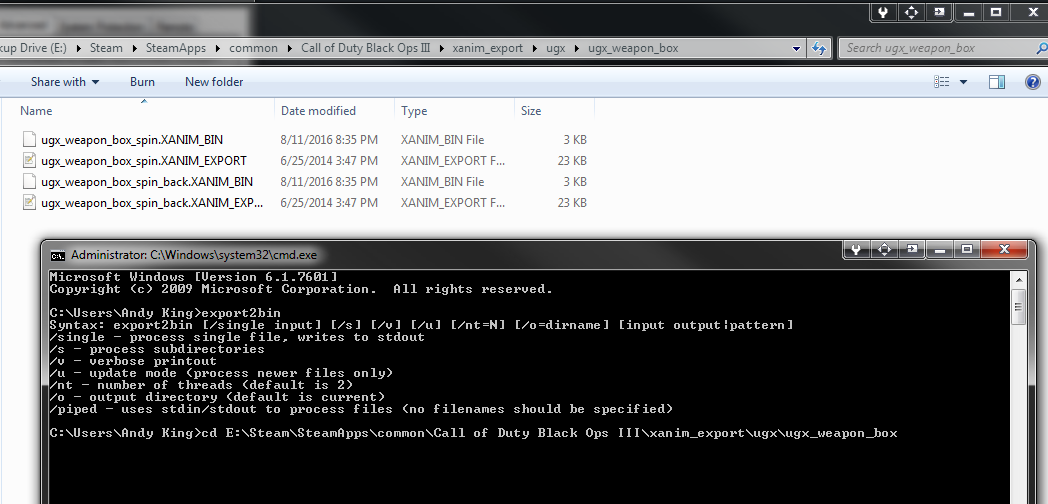 kup Drive (E:) Steam SteamApps common Call of Duty Black Ops III xanim_export ugx ugx_weapon_box Search ugx_weapon_box
Share with Burn New folder
Name Date modified Type Size
ugx_weapon_box_spin.XANIM_BIN 8/11/2016 8:35 PM XANIM_BIN File 3 KB
ugx_weapon_box_spin.XANIM_EXPORT 6/25/2014 3:47 PM XANIM_EXPORT F... 23 KB
ugx_weapon_box_spin_back.XANIM_BIN 8/11/2016 8:35 PM XANIM_BIN File 3 KB
ugx_weapon_box_spin_back.XANIM_EXP... 6/25/2014 3:47 PM XANIM_EXPORT F... 23 KB
Administrator: C:\Windows\system32\cmd.exe
Microsoft Windows [Version 6.1.7601]
Copyright (c) 2009 Microsoft Corporation.  All rights reserved.
C:\Users\Andy King>export2bin
Syntax: export2bin [/single input] [/s] [/v] [/u] [/nt=N] [/o=dirname] [input output|pattern]
/single - process single file, writes to stdout
/s - process subdirectories
/v - verbose printout
/u - update mode (process newer files only)
/nt - number of threads (default is 2)
/o - output directory (default is current)
/piped - uses stdin/stdout to process files (no filenames should be specified)
C:\Users\Andy King>cd E:\Steam\SteamApps\common\Call of Duty Black Ops III\xanim_export\ugx\ugx_weapon_box